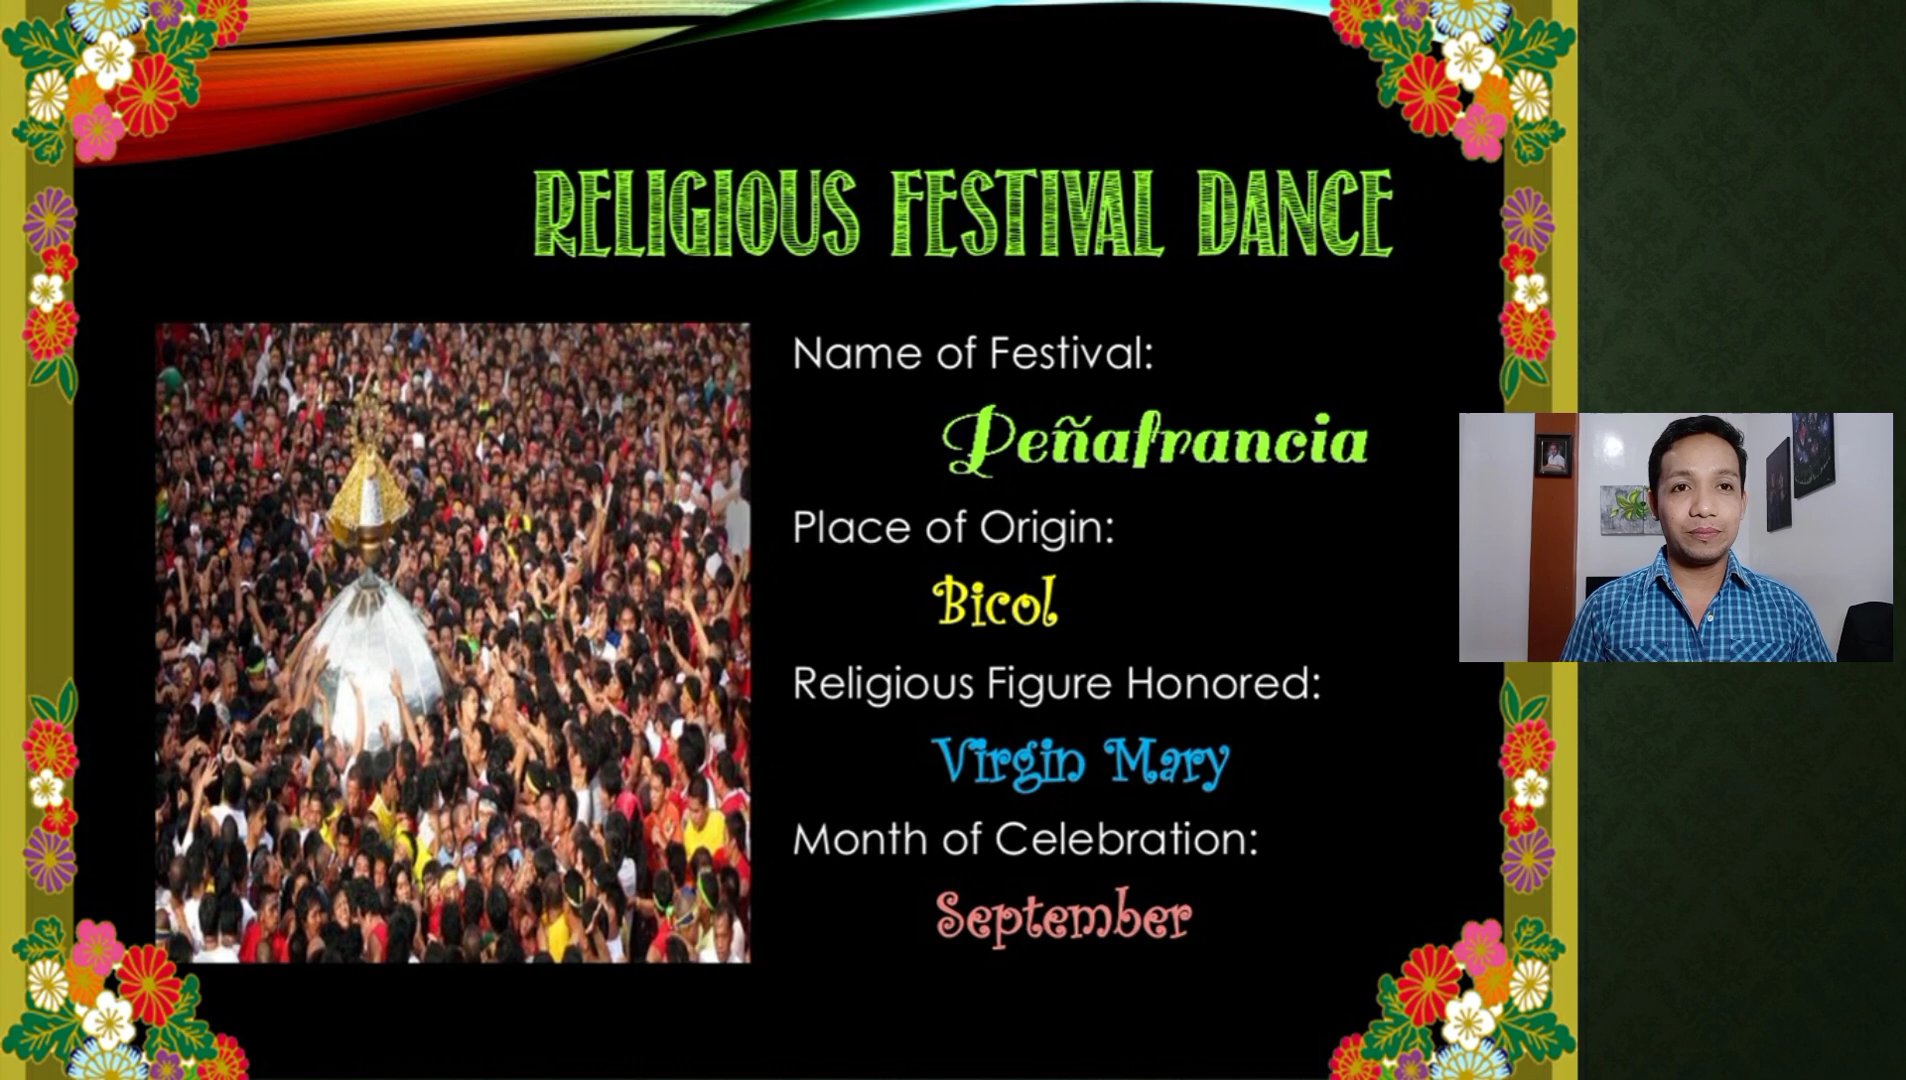 RELIGIOUS FESTIVAL DANCE
Name of Festival:
Peñafrancia
Place of Origin:
Bicol
Religious Figure Honored:
Virgin Mary
Month of Celebration:
September